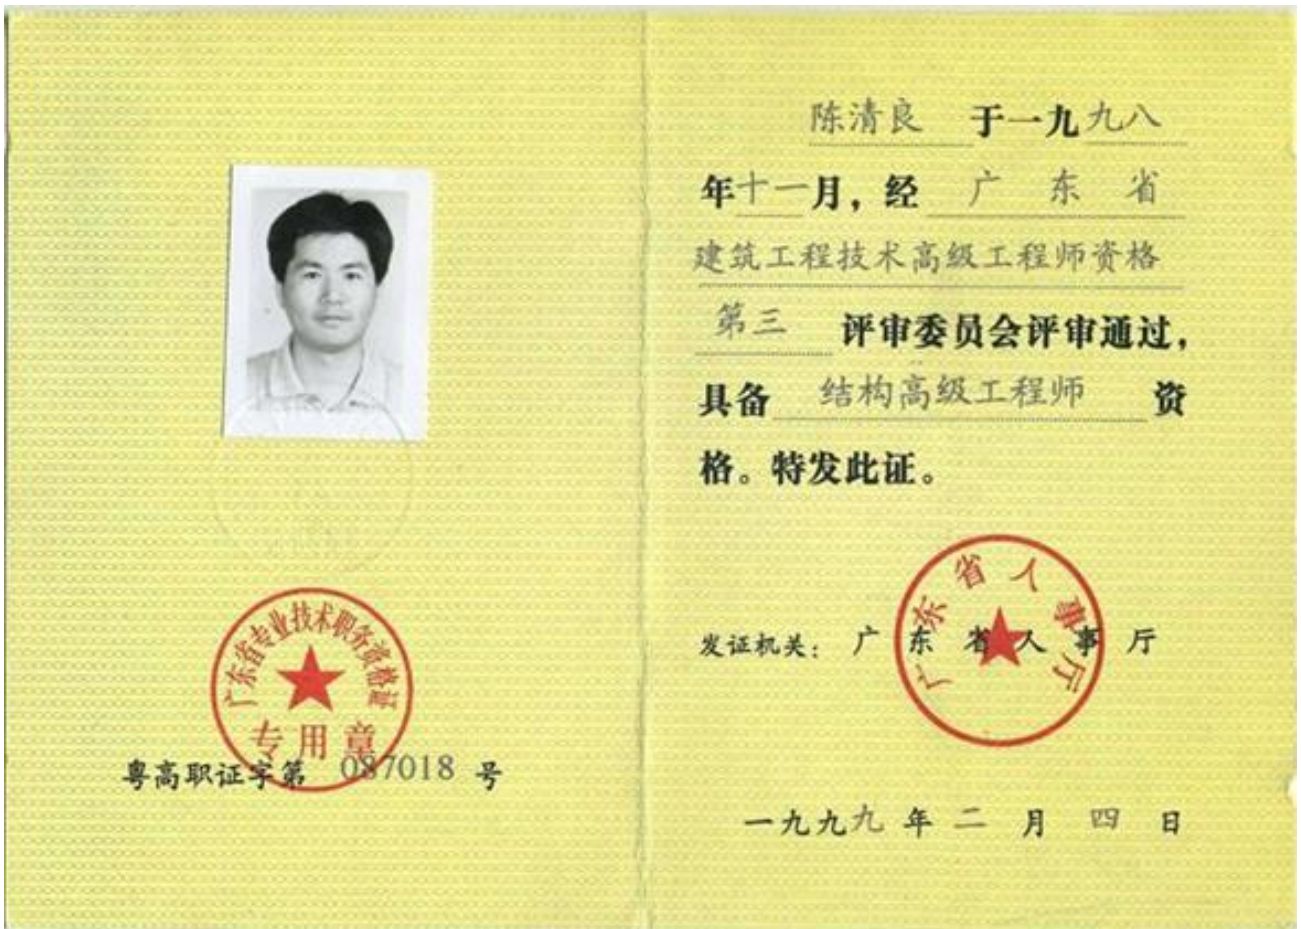 广东省专业技术职务资格证
专用章
粤高职证字第 087018 号
陈清良 于一九九八
年十一月，经 广东省
建筑工程技术高级工程师资格
第三 评审委员会评审通过，
具备 结构高级工程师 资
格。特发此证。
广东省人事厅
发证机关：广东省人事厅
一九九九年二月四日